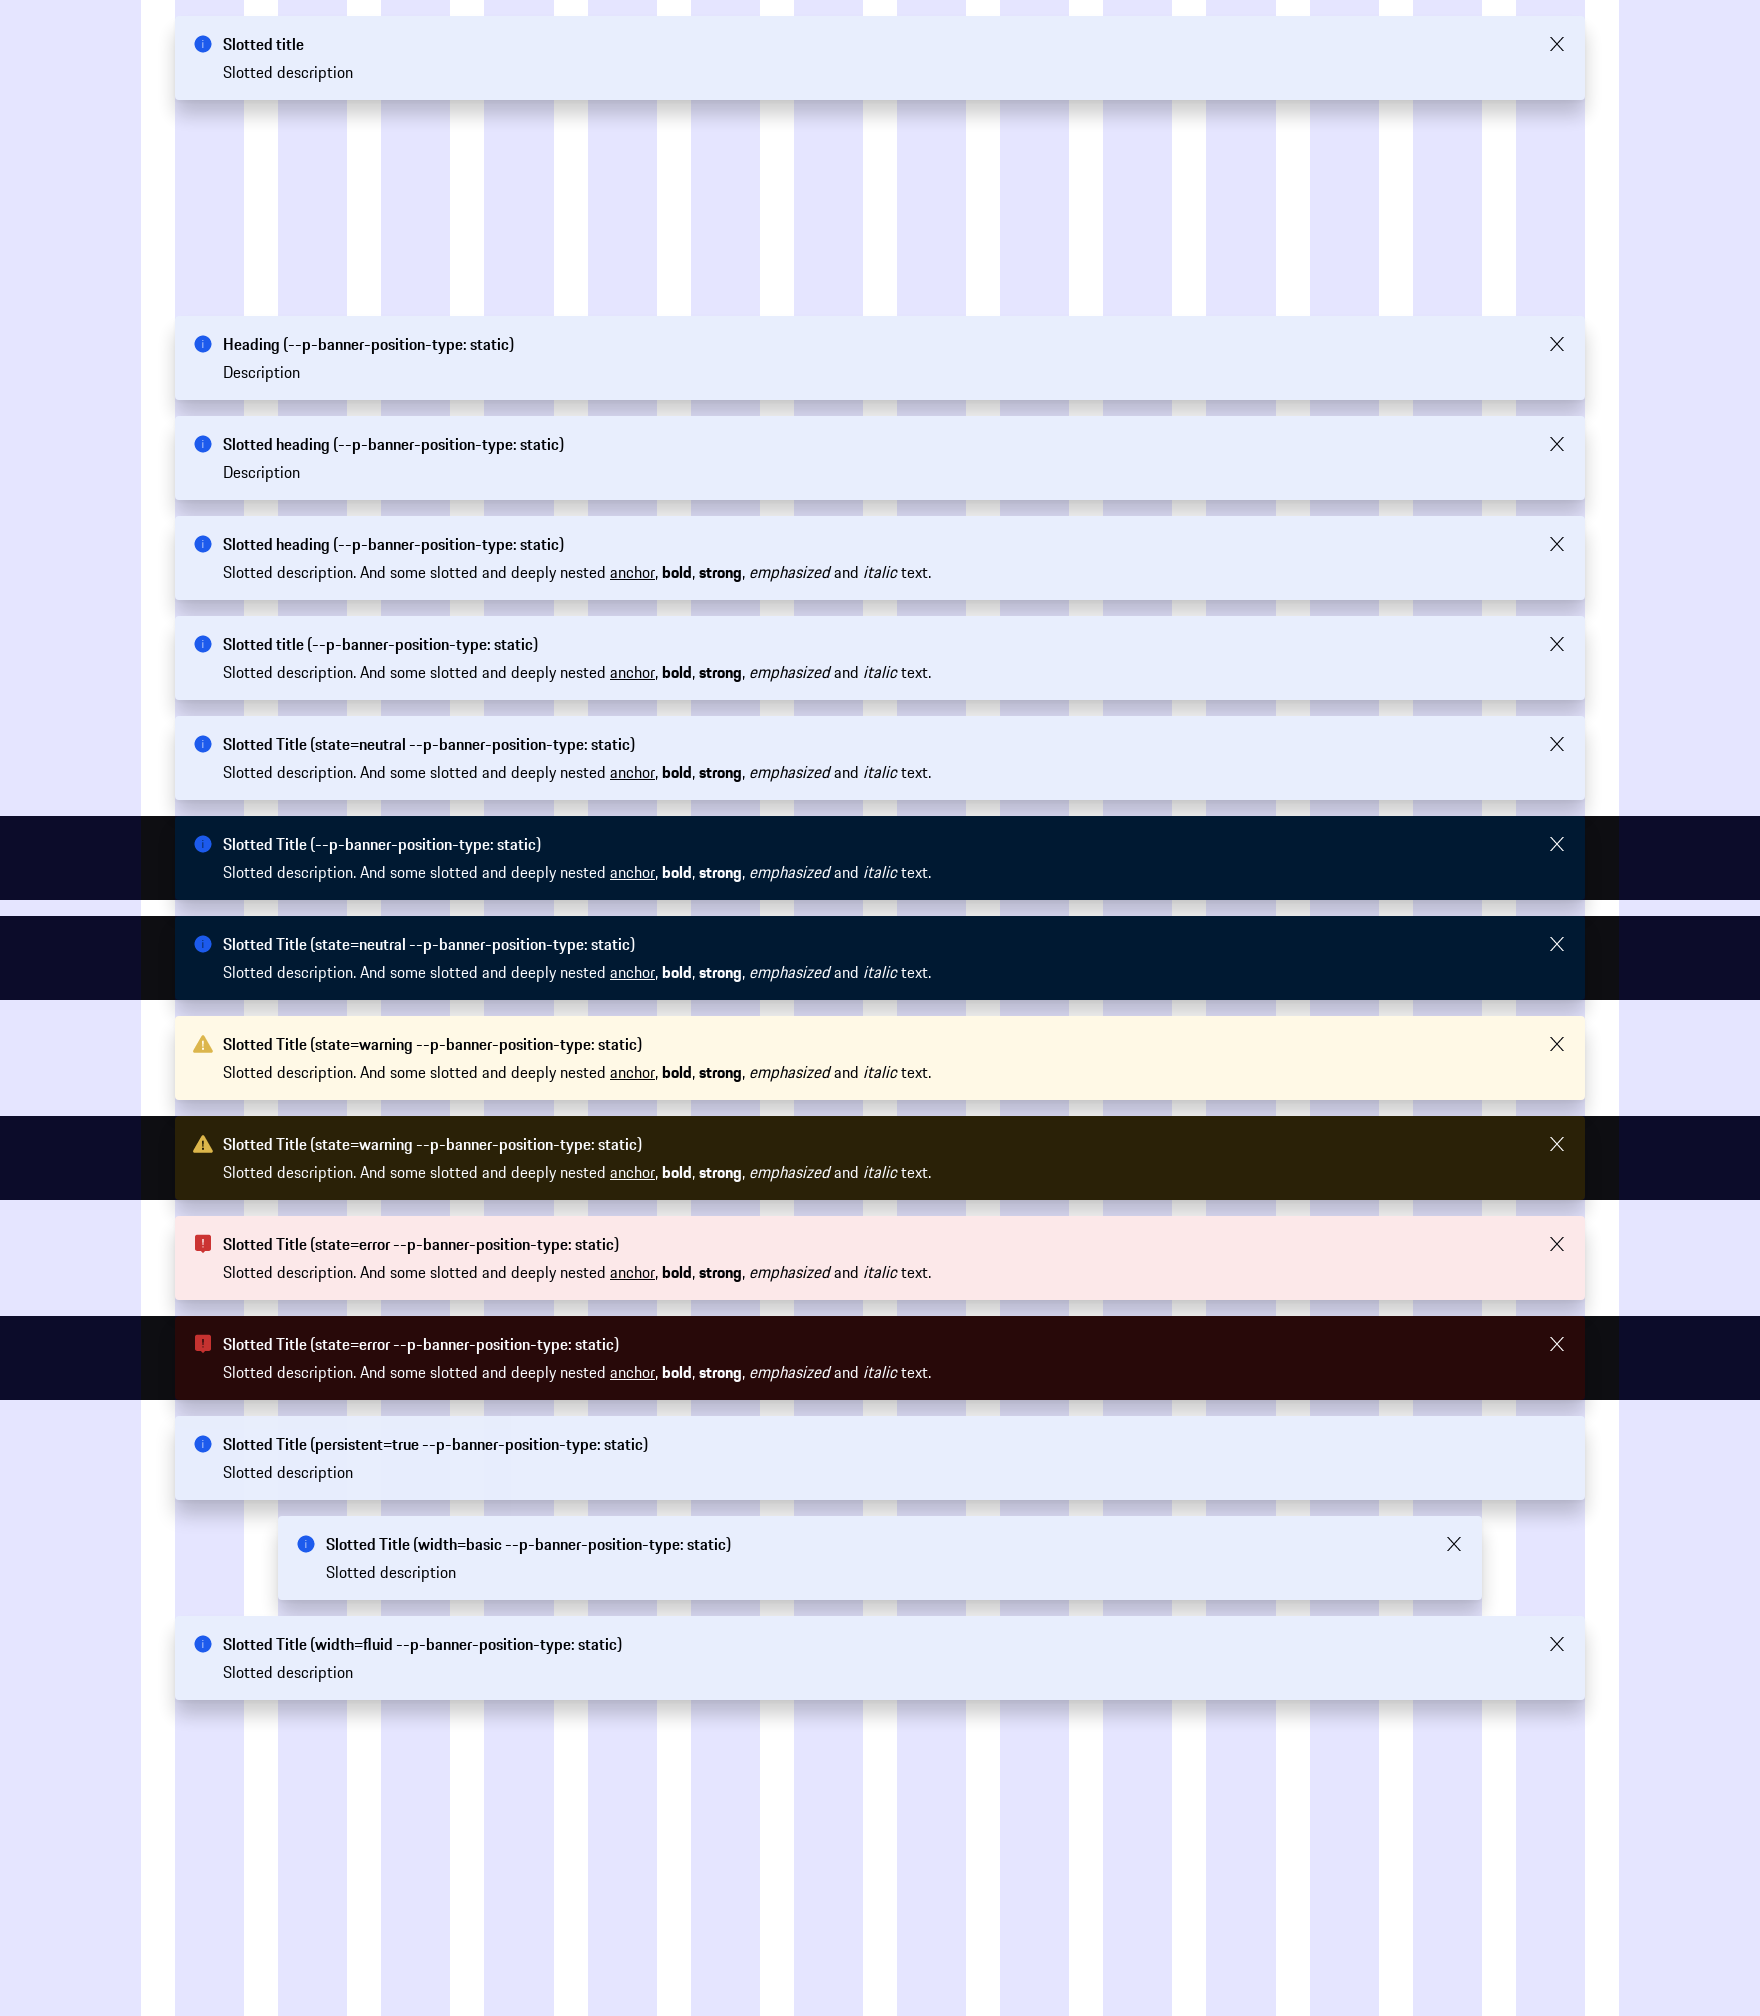 Slotted title
Slotted description
Heading (--p-banner-position-type: static)
Description
Slotted heading (--p-banner-position-type: static)
Description
Slotted heading (--p-banner-position-type: static)
Slotted description. And some slotted and deeply nested anchor, bold, strong, emphasized and italic text.
Slotted title (--p-banner-position-type: static)
Slotted description. And some slotted and deeply nested anchor, bold, strong, emphasized and italic text.
Slotted Title (state=neutral --p-banner-position-type: static)
Slotted description. And some slotted and deeply nested anchor, bold, strong, emphasized and italic text.
Slotted Title (--p-banner-position-type: static)
Slotted description. And some slotted and deeply nested anchor, bold, strong, emphasized and italic text.
Slotted Title (state=neutral --p-banner-position-type: static)
Slotted description. And some slotted and deeply nested anchor, bold, strong, emphasized and italic text.
Slotted Title (state=warning --p-banner-position-type: static)
Slotted description. And some slotted and deeply nested anchor, bold, strong, emphasized and italic text.
Slotted Title (state=warning --p-banner-position-type: static)
Slotted description. And some slotted and deeply nested anchor, bold, strong, emphasized and italic text.
Slotted Title (state=error --p-banner-position-type: static)
Slotted description. And some slotted and deeply nested anchor, bold, strong, emphasized and italic text.
Slotted Title (state=error --p-banner-position-type: static)
Slotted description. And some slotted and deeply nested anchor, bold, strong, emphasized and italic text.
Slotted Title (persistent=true --p-banner-position-type: static)
Slotted description
Slotted Title (width=basic --p-banner-position-type: static)
Slotted description
Slotted Title (width=fluid --p-banner-position-type: static)
Slotted description